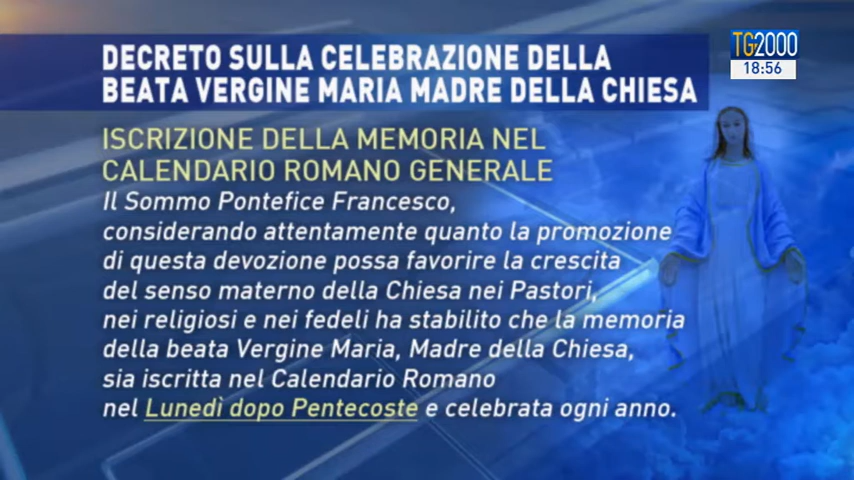 TG2000
18:56
DECRETO SULLA CELEBRAZIONE DELLA
BEATA VERGINE MARIA MADRE DELLA CHIESA
ISCRIZIONE DELLA MEMORIA NEL
CALENDARIO ROMANO GENERALE
Il Sommo Pontefice Francesco,
considerando attentamente quanto la promozione
di questa devozione possa favorire la crescita
del senso materno della Chiesa nei Pastori,
nei religiosi e nei fedeli ha stabilito che la memoria
della beata Vergine Maria, Madre della Chiesa,
sia iscritta nel Calendario Romano
nel Lunedì dopo Pentecoste e celebrata ogni anno.